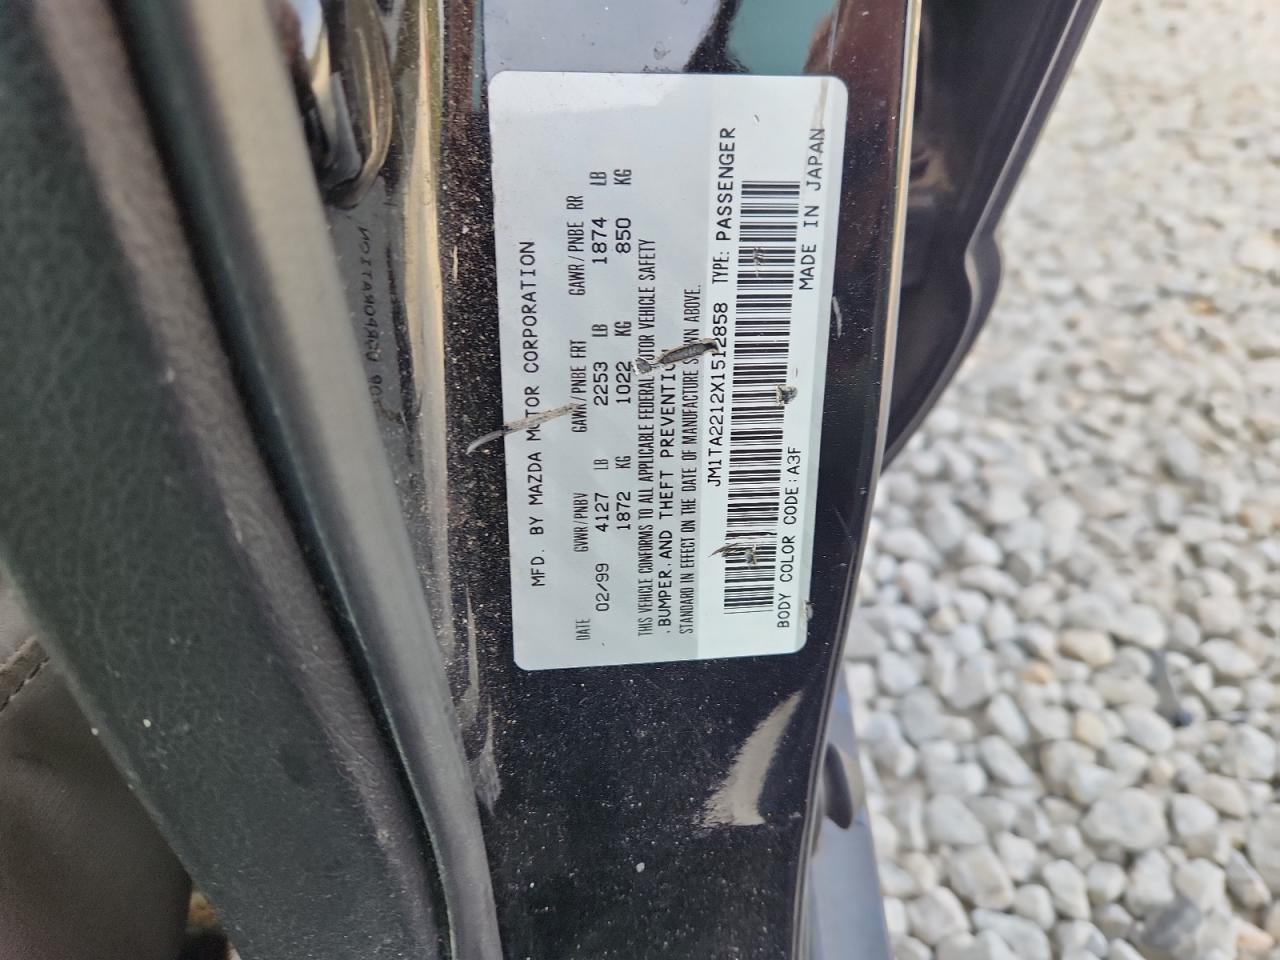 MFD. BY MAZDA MOTOR CORPORATION
DATE GVWR/PNBV GAWR/PNBE FRT GAWR/PNBE RR
02/99 4127 LB 2253 LB 1874 LB
1872 KG 1022 KG 850 KG
THIS VEHICLE CONFORMS TO ALL APPLICABLE FEDERAL MOTOR VEHICLE SAFETY
, BUMPER, AND THEFT PREVENTION
STANDARD IN EFFECT ON THE DATE OF MANUFACTURE SHOWN ABOVE.
JM1TA2212X1512858 TYPE: PASSENGER
BODY COLOR CODE: A3F MADE IN JAPAN